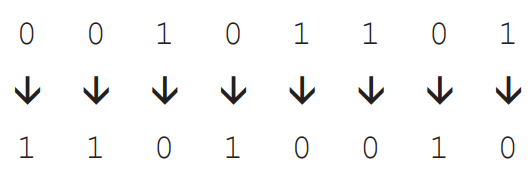 0 0 1 0 1 1 0 1
↓ ↓ ↓ ↓ ↓ ↓ ↓ ↓
1 1 0 1 0 0 1 0